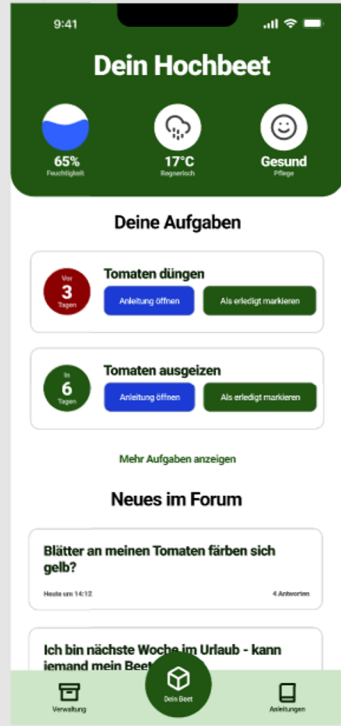 9:41
Dein Hochbeet
65%
Feuchtigkeit
17°C
Regnerisch
Gesund
Pflege
Deine Aufgaben
Vor
3
Tagen
Tomaten düngen
Anleitung öffnen
Als erledigt markieren
In
6
Tagen
Tomaten ausgeizen
Anleitung öffnen
Als erledigt markieren
Mehr Aufgaben anzeigen
Neues im Forum
Blätter an meinen Tomaten färben sich
gelb?
Heute um 14:12
4 Antworten
Ich bin nächste Woche im Urlaub - kann
jemand mein Beet
Verwaltung
Dein Beet
Anleitungen